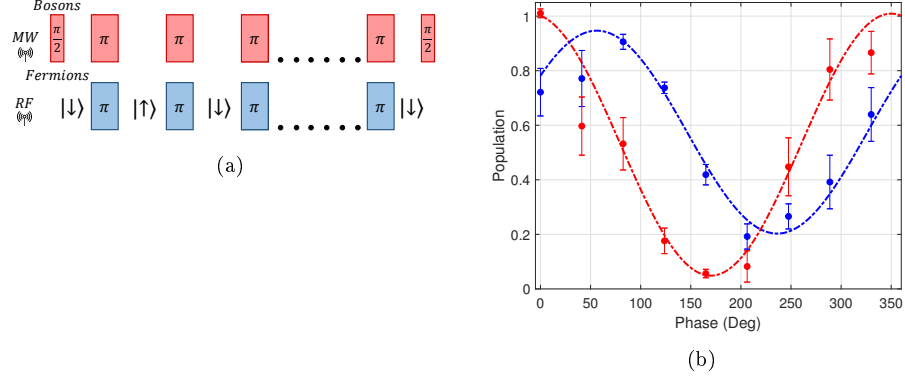 Bosons
MW π/2 π π π π π/2
Fermions
RF |↓⟩ π |↑⟩ π |↓⟩ π π |↓⟩
(a)
1
0.8
0.6
0.4
0.2
0
Population
0 50 100 150 200 250 300 350
Phase (Deg)
(b)